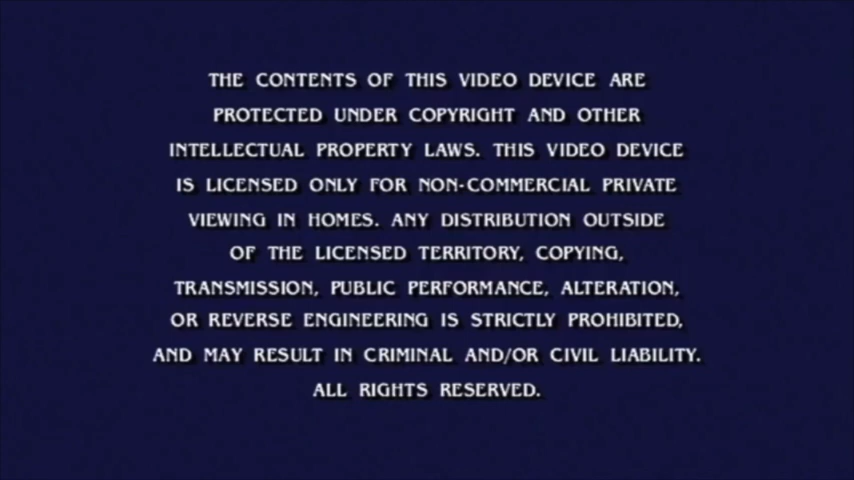 THE CONTENTS OF THIS VIDEO DEVICE ARE
PROTECTED UNDER COPYRIGHT AND OTHER
INTELLECTUAL PROPERTY LAWS. THIS VIDEO DEVICE
IS LICENSED ONLY FOR NON-COMMERCIAL PRIVATE
VIEWING IN HOMES. ANY DISTRIBUTION OUTSIDE
OF THE LICENSED TERRITORY, COPYING,
TRANSMISSION, PUBLIC PERFORMANCE, ALTERATION,
OR REVERSE ENGINEERING IS STRICTLY PROHIBITED,
AND MAY RESULT IN CRIMINAL AND/OR CIVIL LIABILITY.
ALL RIGHTS RESERVED.